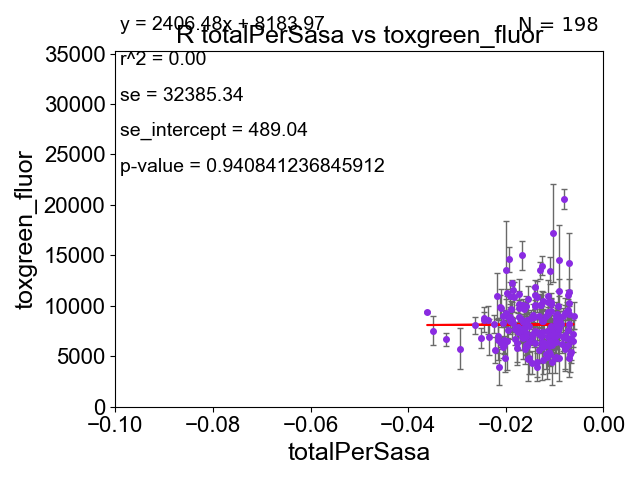 y = 2406.48x + 8183.97
N = 198
R totalPerSasa vs toxgreen_fluor
r^2 = 0.00
se = 32385.34
se_intercept = 489.04
p-value = 0.940841236845912
35000
30000
25000
20000
15000
10000
5000
0
toxgreen_fluor
−0.10
−0.08
−0.06
−0.04
−0.02
0.00
totalPerSasa